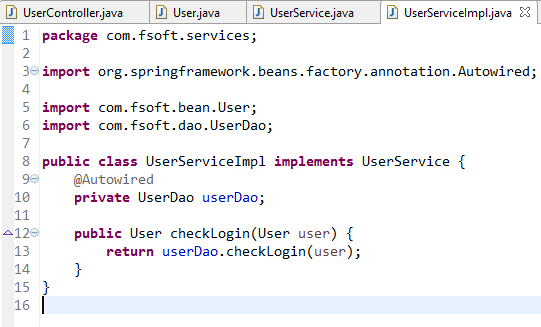 UserController.java User.java UserService.java UserServiceImpl.java
1 package com.fsoft.services;
2
3 import org.springframework.beans.factory.annotation.Autowired;
4
5 import com.fsoft.bean.User;
6 import com.fsoft.dao.UserDao;
7
8 public class UserServiceImpl implements UserService {
9     @Autowired
10     private UserDao userDao;
11
12     public User checkLogin(User user) {
13         return userDao.checkLogin(user);
14     }
15 }
16